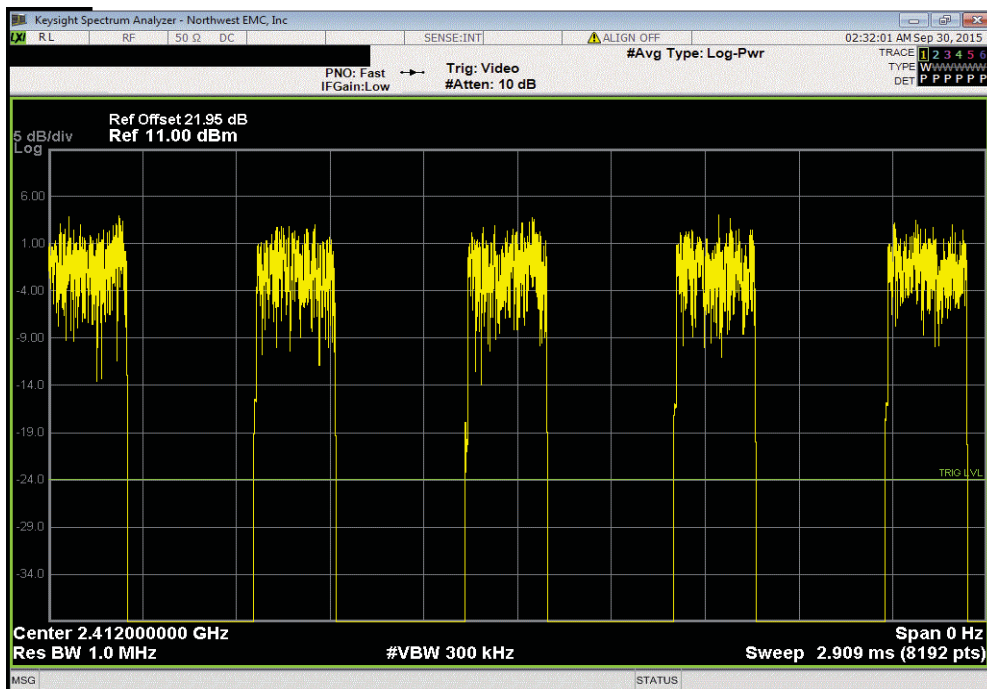 Keysight Spectrum Analyzer - Northwest EMC, Inc
LXI RL RF 50 Ω DC SENSE:INT ALIGN OFF 02:32:01 AM Sep 30, 2015
#Avg Type: Log-Pwr
TRACE 1 2 3 4 5 6
PNO: Fast Trig: Video
TYPE WWWWWW
IFGain:Low #Atten: 10 dB
DET P P P P P P
Ref Offset 21.95 dB
5 dB/div Ref 11.00 dBm
Log
6.00
1.00
-4.00
-9.00
-14.0
-19.0
TRIG LVL
-24.0
-29.0
-34.0
Center 2.412000000 GHz Span 0 Hz
Res BW 1.0 MHz #VBW 300 kHz Sweep 2.909 ms (8192 pts)
MSG STATUS